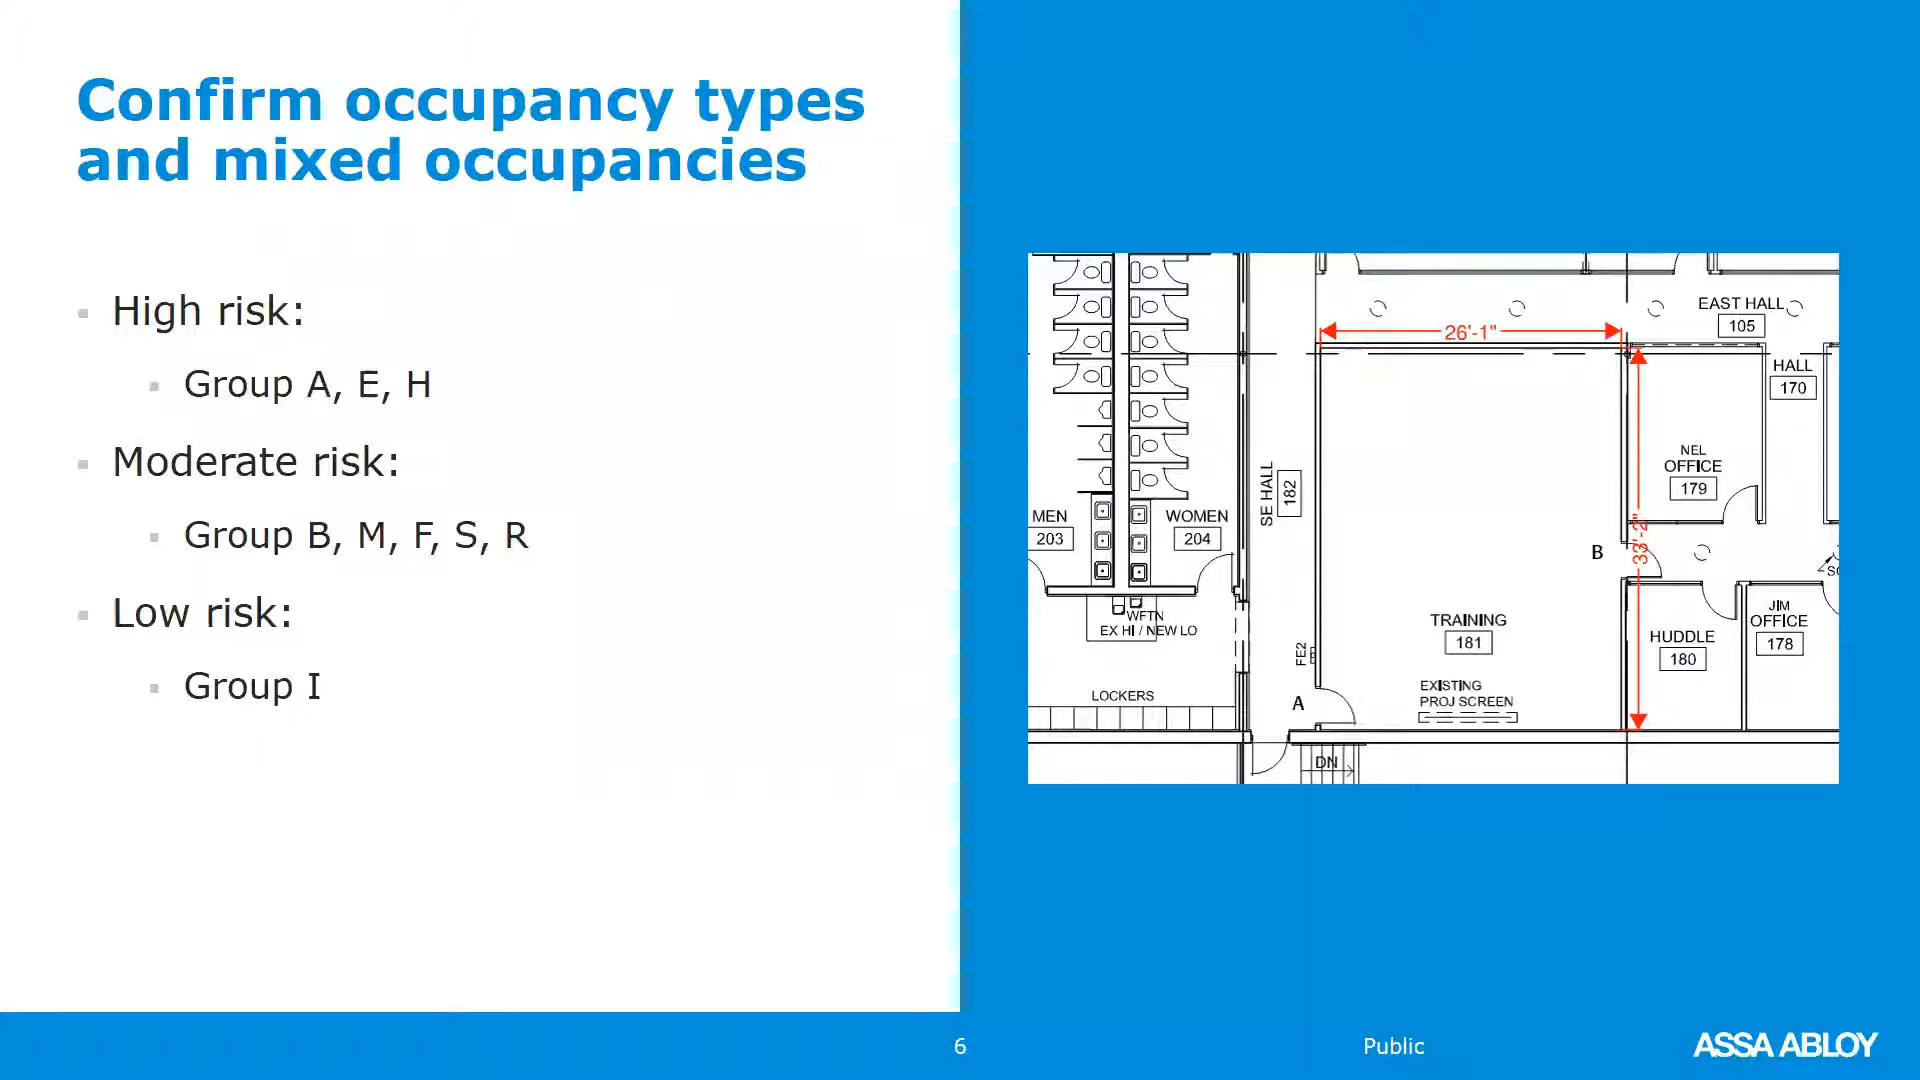 Confirm occupancy types
and mixed occupancies
High risk:
Group A, E, H
Moderate risk:
Group B, M, F, S, R
Low risk:
Group I
EAST HALL
105
26'-1"
HALL
170
NEL
OFFICE
179
SE HALL
182
MEN
203
WOMEN
204
33'-2"
B
WFTN
EX HI / NEW LO
TRAINING
181
JIM
OFFICE
178
HUDDLE
180
FE2
EXISTING
PROJ SCREEN
LOCKERS
A
DN
6
Public
ASSA ABLOY